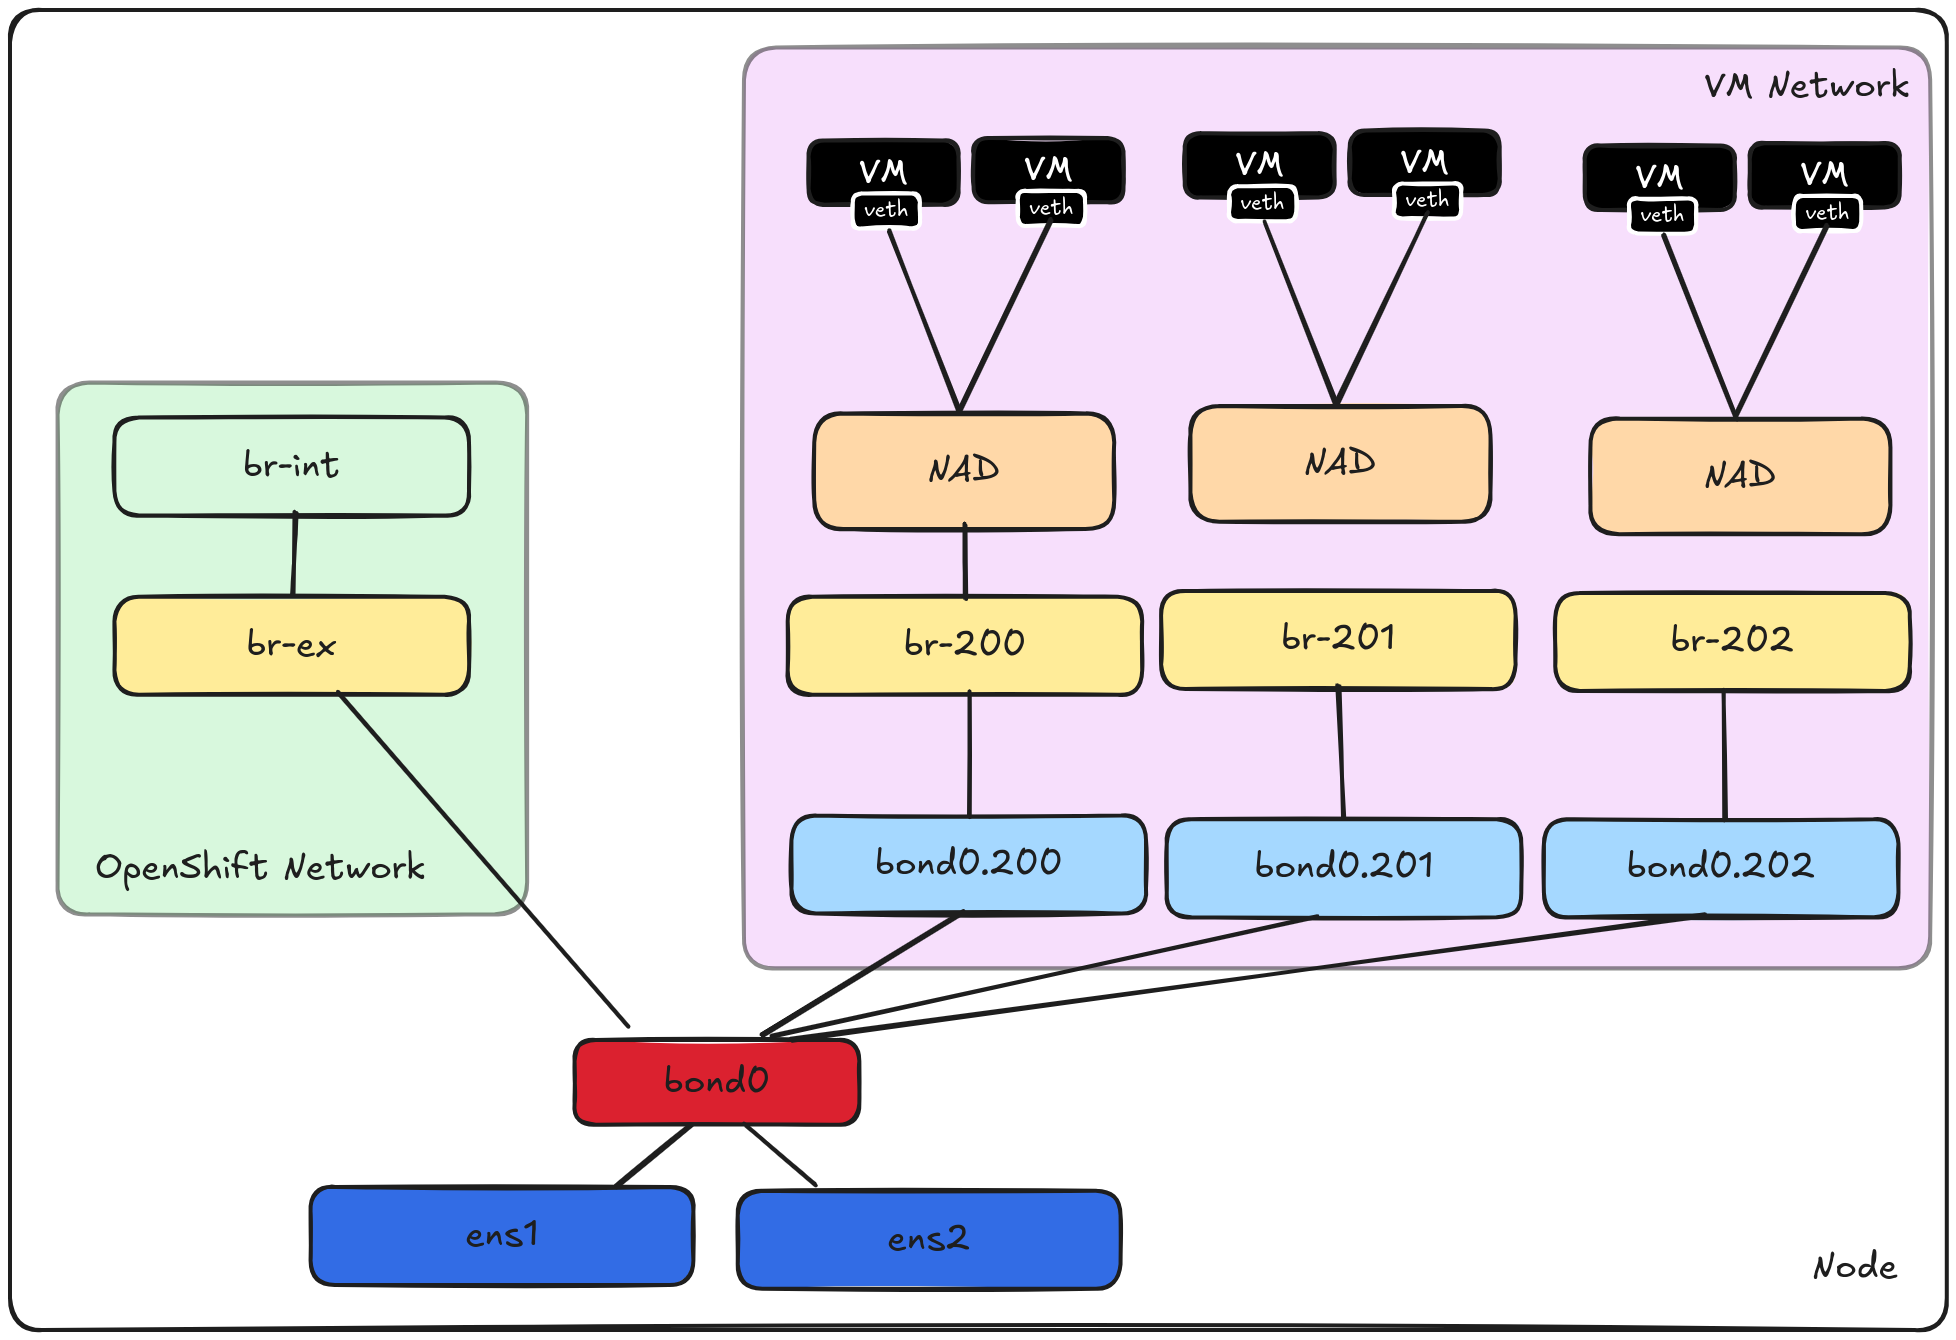 VM Network
VM
VM
VM
VM
VM
VM
veth
veth
veth
veth
veth
veth
br-int
NAD
NAD
NAD
br-ex
br-200
br-201
br-202
OpenShift Network
bond0.200
bond0.201
bond0.202
bond0
ens1
ens2
Node